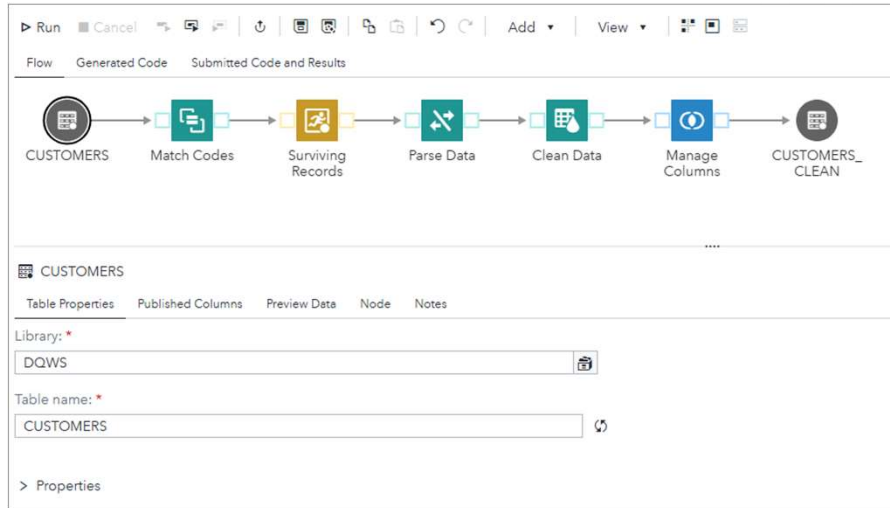 Run Cancel Add View
Flow Generated Code Submitted Code and Results
CUSTOMERS Match Codes Surviving Parse Data Clean Data Manage CUSTOMERS_
Records Columns CLEAN
CUSTOMERS
Table Properties Published Columns Preview Data Node Notes
Library: *
DQWS
Table name: *
CUSTOMERS
> Properties